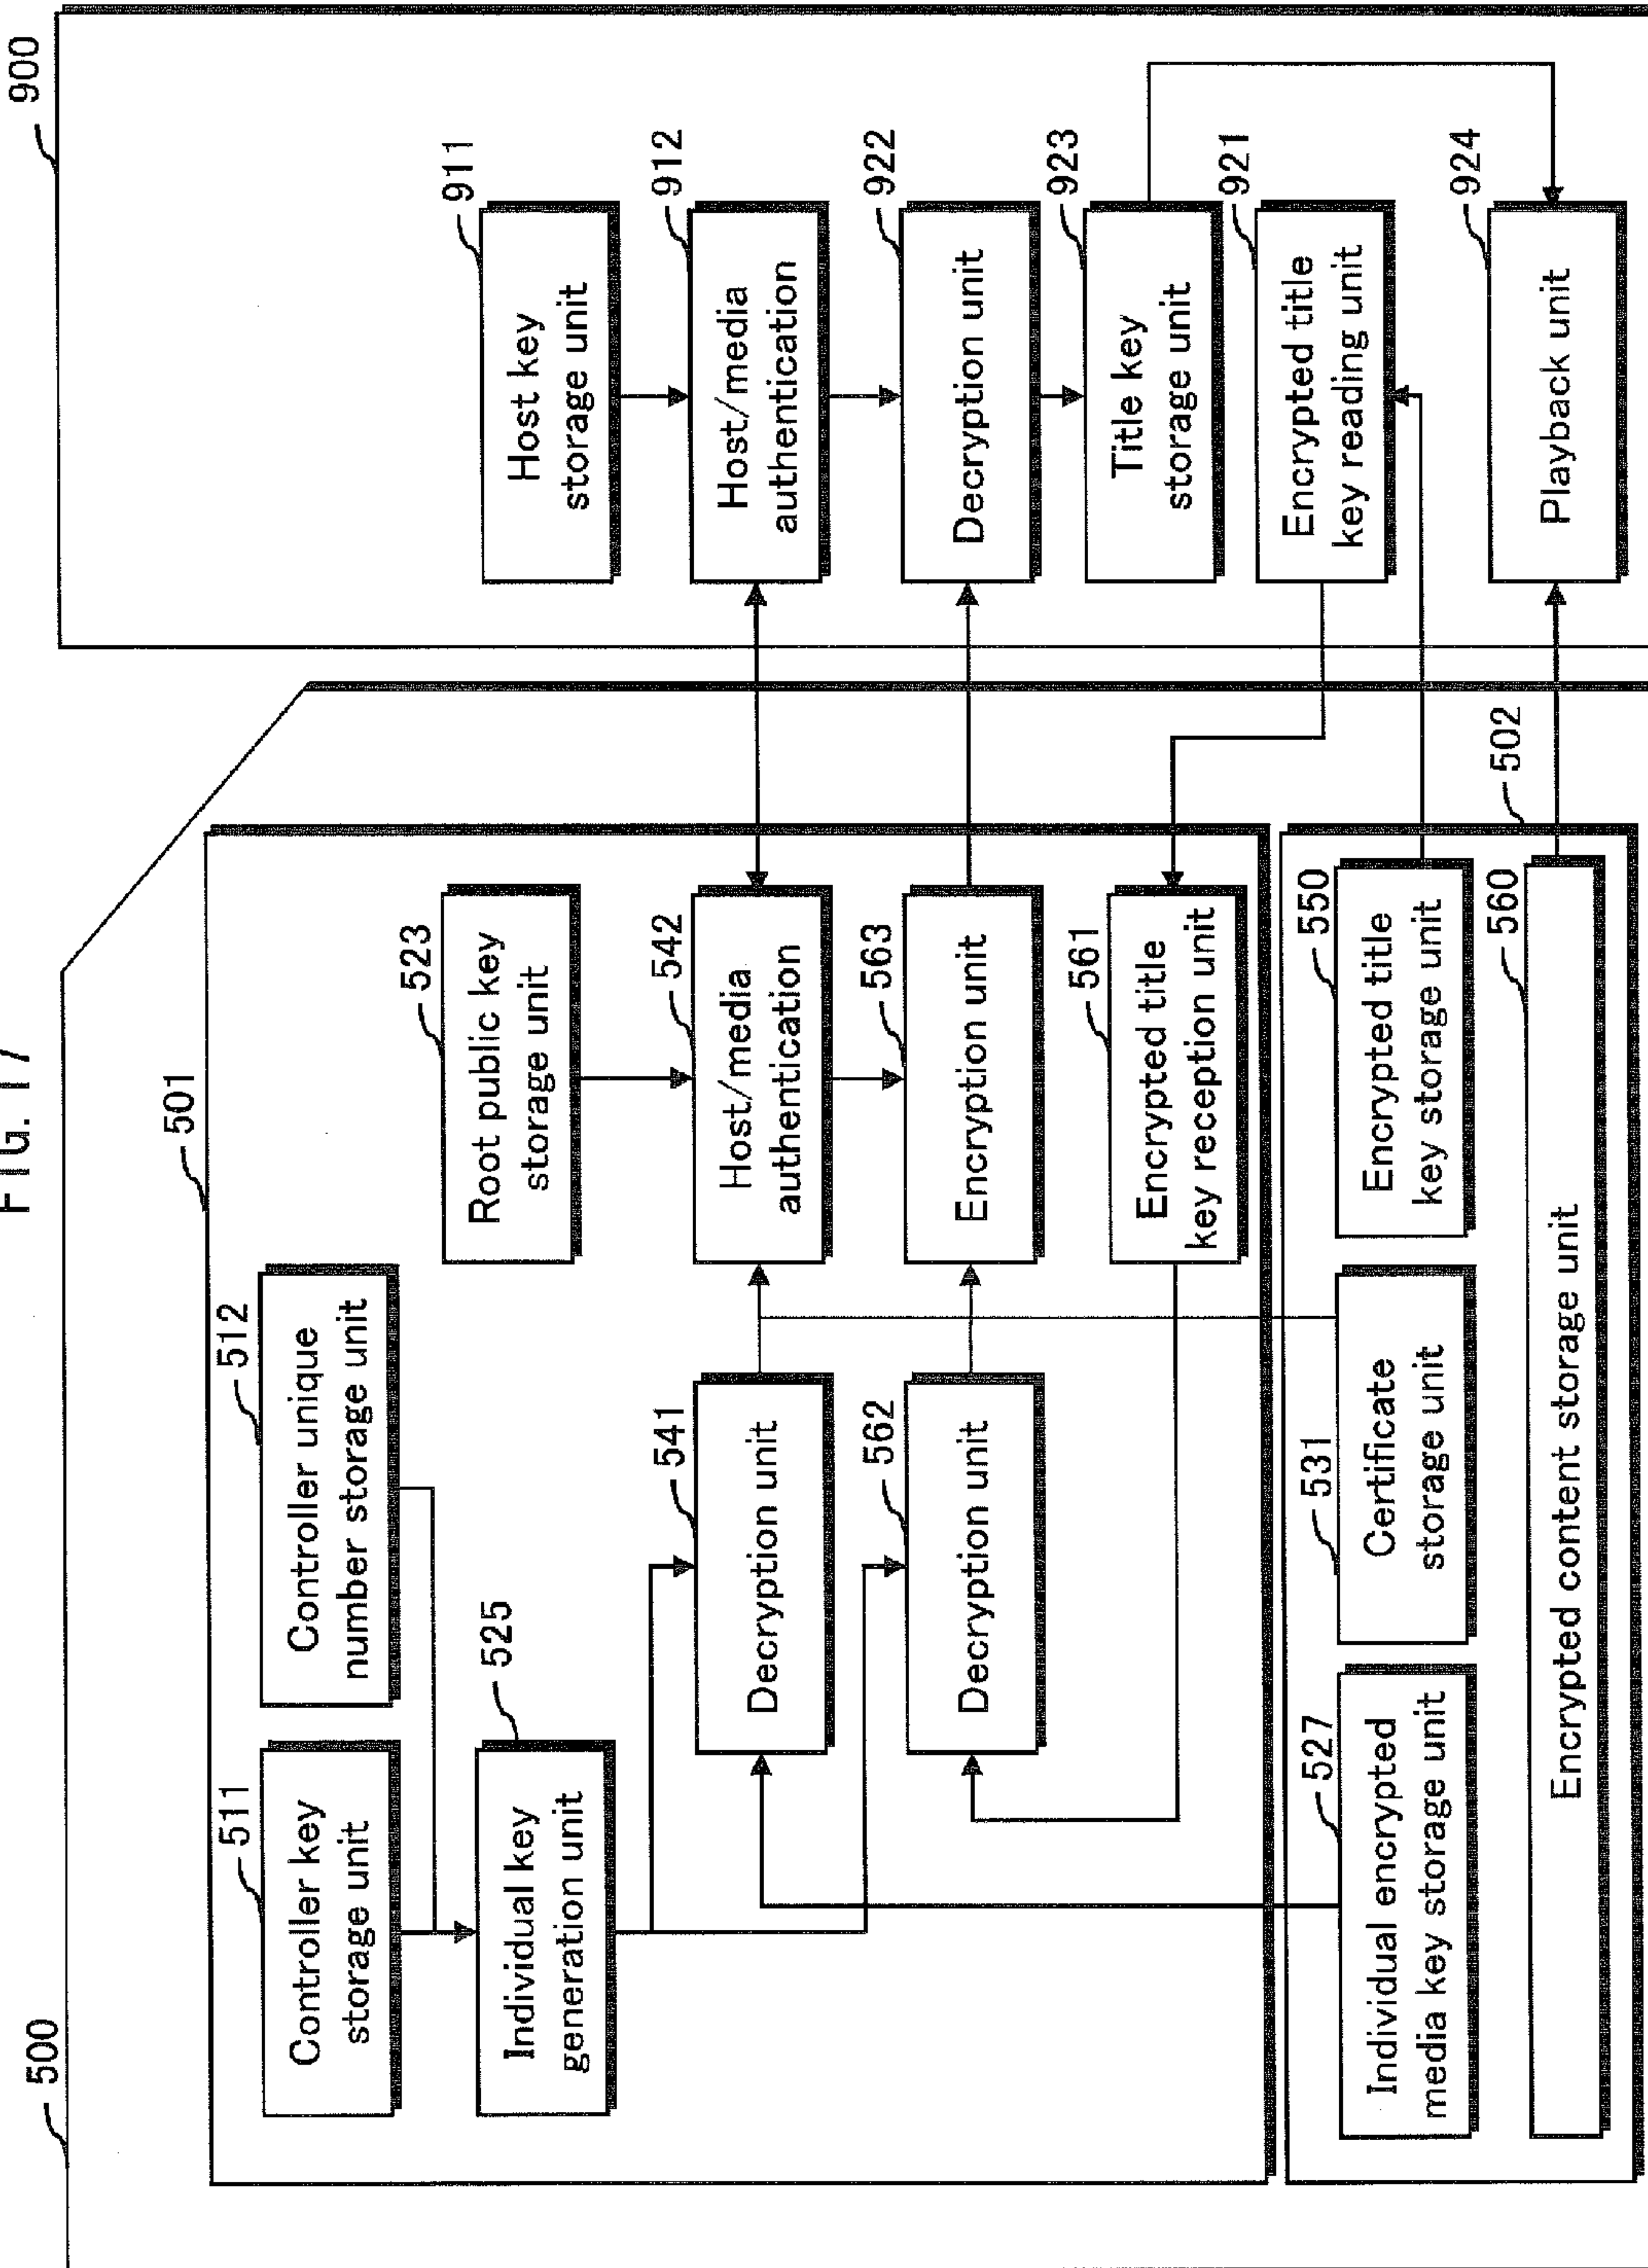 FIG. 17
500
900
501
511
Controller key
storage unit
512
Controller unique
number storage unit
525
Individual key
generation unit
523
Root public key
storage unit
541
Decryption unit
542
Host/media
authentication
562
Decryption unit
563
Encryption unit
561
Encrypted title
key reception unit
502
527
Individual encrypted
media key storage unit
531
Certificate
storage unit
550
Encrypted title
key storage unit
560
Encrypted content storage unit
911
Host key
storage unit
912
Host/media
authentication
922
Decryption unit
923
Title key
storage unit
921
Encrypted title
key reading unit
924
Playback unit